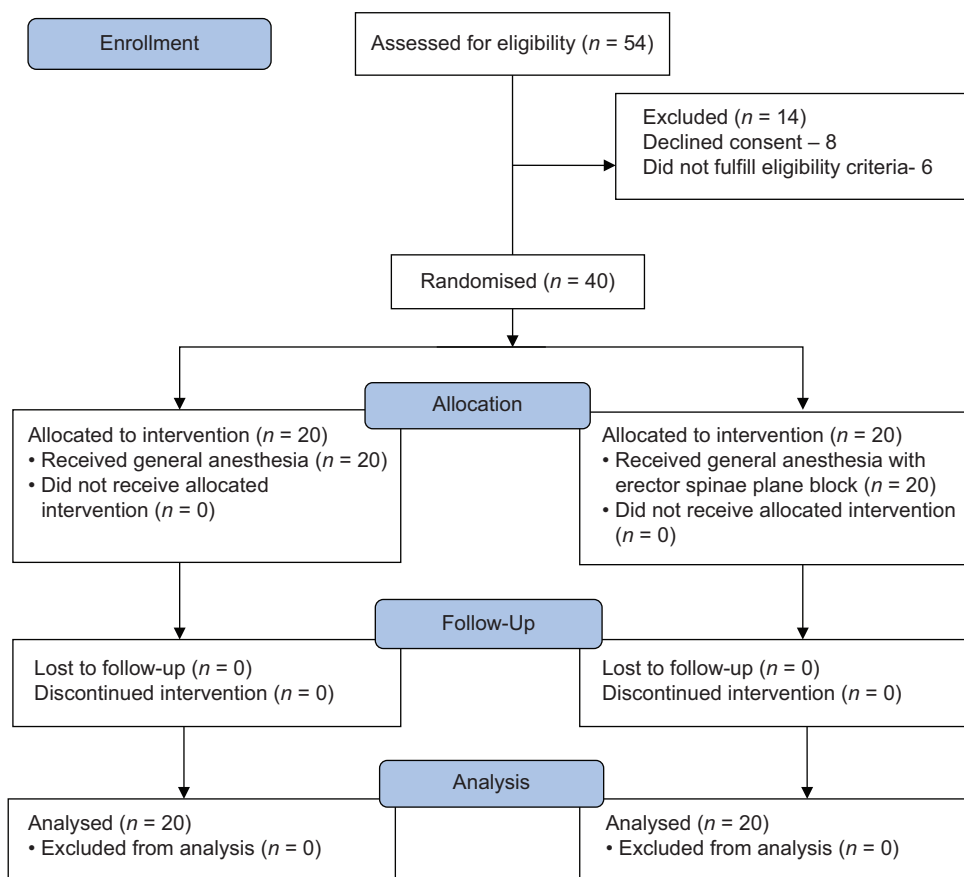 Enrollment
Assessed for eligibility (n = 54)
Excluded (n = 14)
Declined consent – 8
Did not fulfill eligibility criteria- 6
Randomised (n = 40)
Allocation
Allocated to intervention (n = 20)
• Received general anesthesia (n = 20)
• Did not receive allocated
intervention (n = 0)
Allocated to intervention (n = 20)
• Received general anesthesia with
erector spinae plane block (n = 20)
• Did not receive allocated intervention
(n = 0)
Follow-Up
Lost to follow-up (n = 0)
Discontinued intervention (n = 0)
Lost to follow-up (n = 0)
Discontinued intervention (n = 0)
Analysis
Analysed (n = 20)
• Excluded from analysis (n = 0)
Analysed (n = 20)
• Excluded from analysis (n = 0)